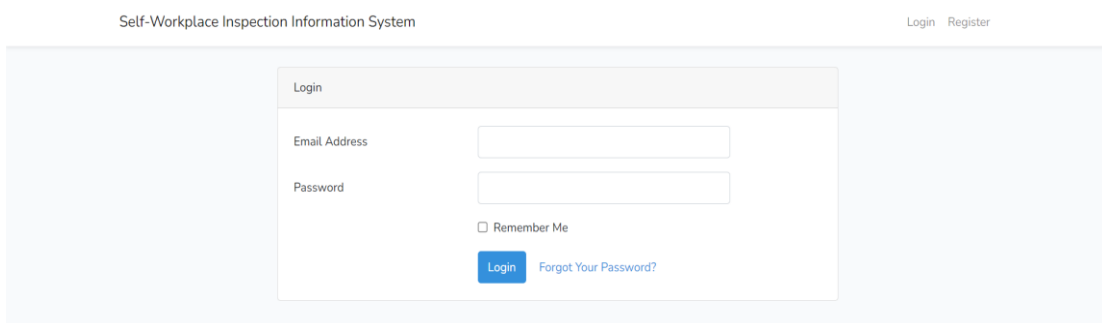 Self-Workplace Inspection Information System
Login Register
Login
Email Address
Password
Remember Me
Login Forgot Your Password?